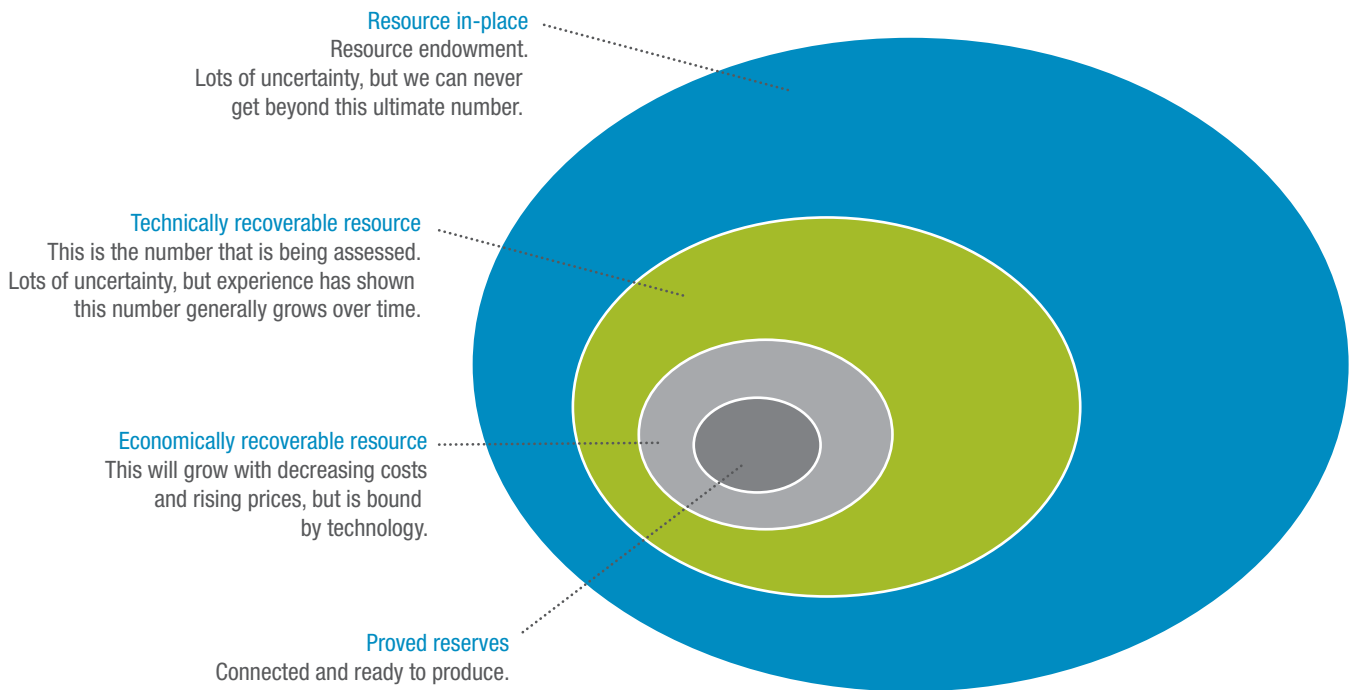 Resource in-place
Resource endowment.
Lots of uncertainty, but we can never
get beyond this ultimate number.
Technically recoverable resource
This is the number that is being assessed.
Lots of uncertainty, but experience has shown
this number generally grows over time.
Economically recoverable resource
This will grow with decreasing costs
and rising prices, but is bound
by technology.
Proved reserves
Connected and ready to produce.